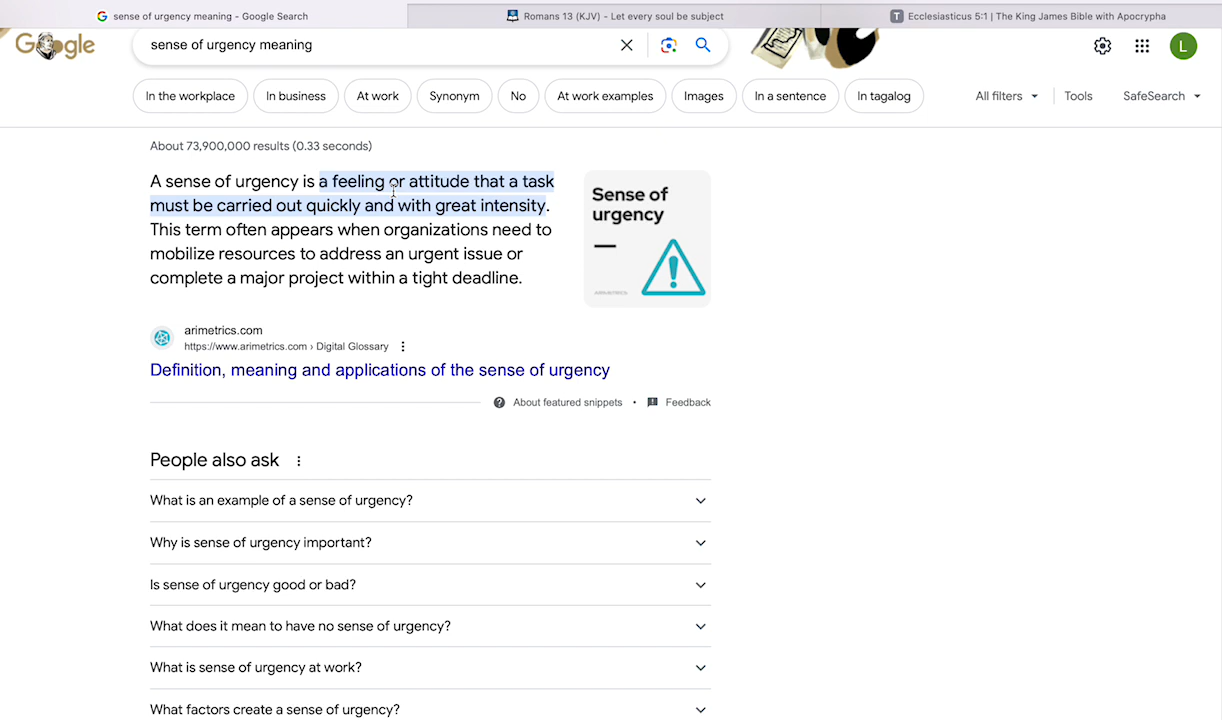 sense of urgency meaning - Google Search
Romans 13 (KJV) - Let every soul be subject
T Ecclesiasticus 5:1 | The King James Bible with Apocrypha
Google
sense of urgency meaning
L
In the workplace
In business
At work
Synonym
No
At work examples
Images
In a sentence
In tagalog
All filters
Tools
SafeSearch
About 73,900,000 results (0.33 seconds)
A sense of urgency is a feeling or attitude that a task
must be carried out quickly and with great intensity.
This term often appears when organizations need to
mobilize resources to address an urgent issue or
complete a major project within a tight deadline.
Sense of
urgency
ARIMETRICS
arimetrics.com
https://www.arimetrics.com › Digital Glossary
Definition, meaning and applications of the sense of urgency
About featured snippets • Feedback
People also ask
What is an example of a sense of urgency?
Why is sense of urgency important?
Is sense of urgency good or bad?
What does it mean to have no sense of urgency?
What is sense of urgency at work?
What factors create a sense of urgency?